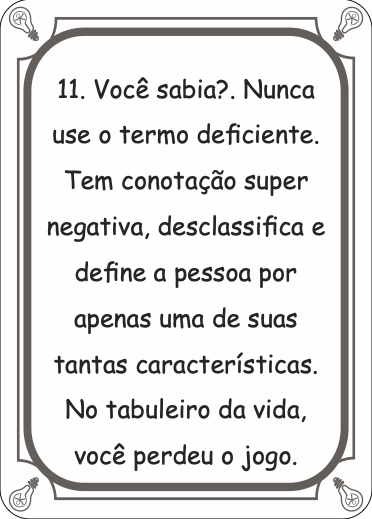 11. Você sabia?. Nunca
use o termo deficiente.
Tem conotação super
negativa, desclassifica e
define a pessoa por
apenas uma de suas
tantas características.
No tabuleiro da vida,
você perdeu o jogo.